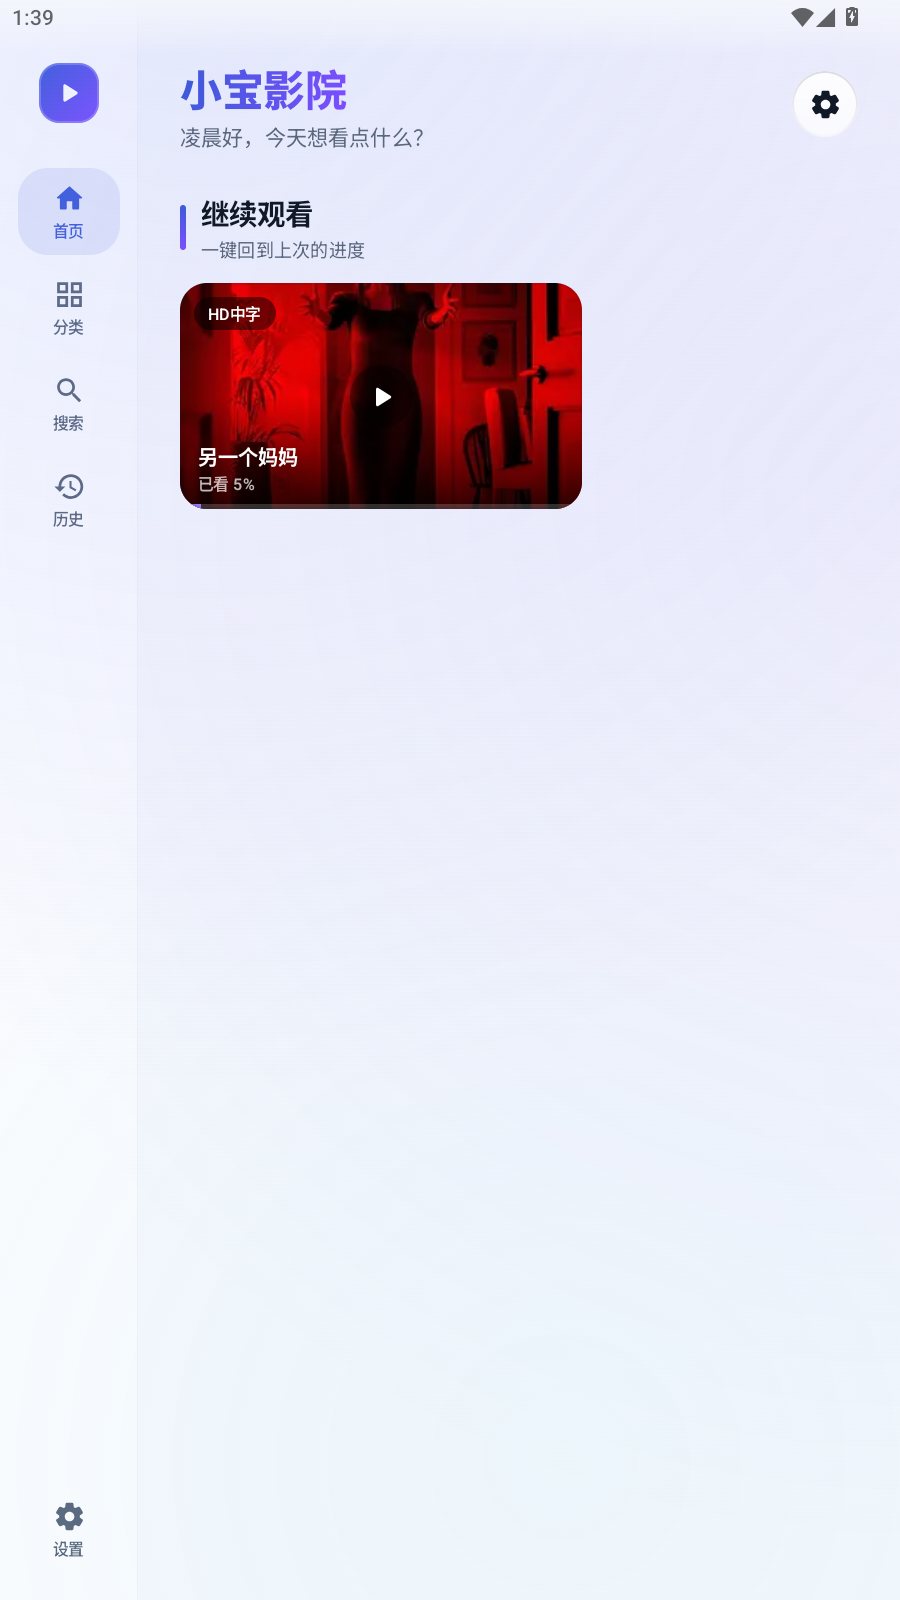 1:39
小宝影院
凌晨好，今天想看点什么？
首页
继续观看
一键回到上次的进度
分类
HD中字
搜索
另一个妈妈
已看 5%
历史
设置